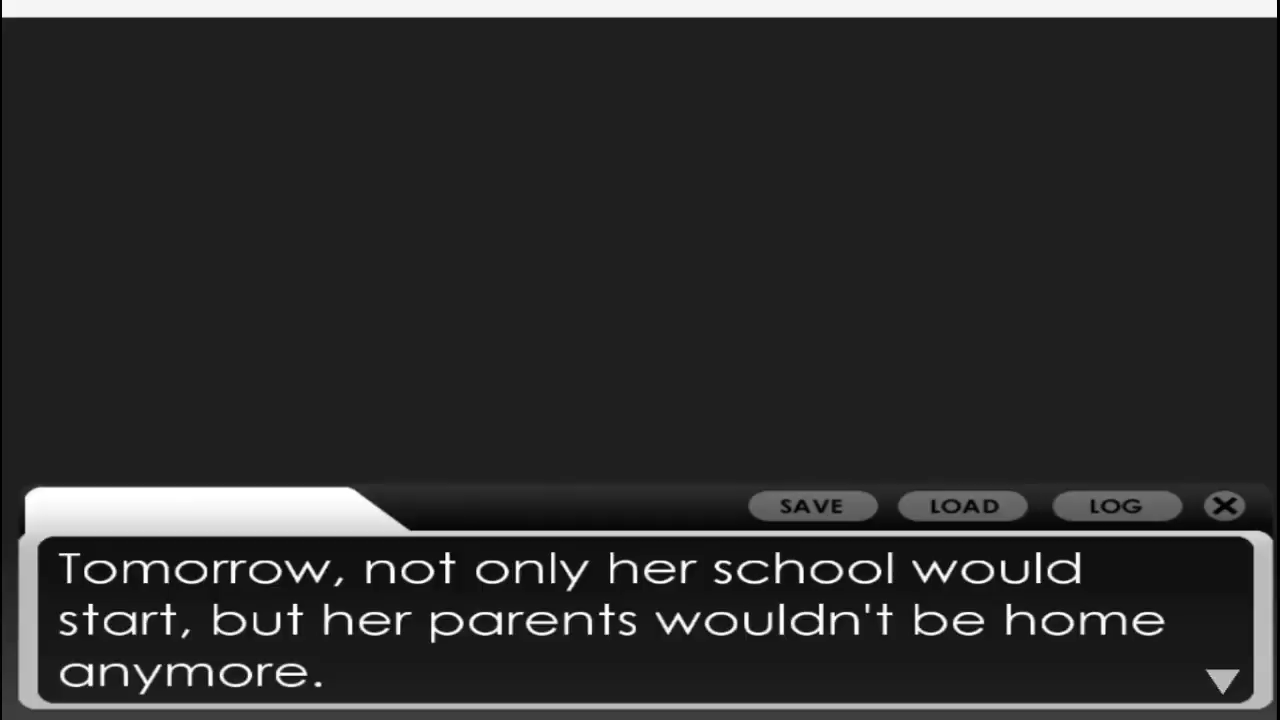 SAVE LOAD LOG
Tomorrow, not only her school would
start, but her parents wouldn't be home
anymore.